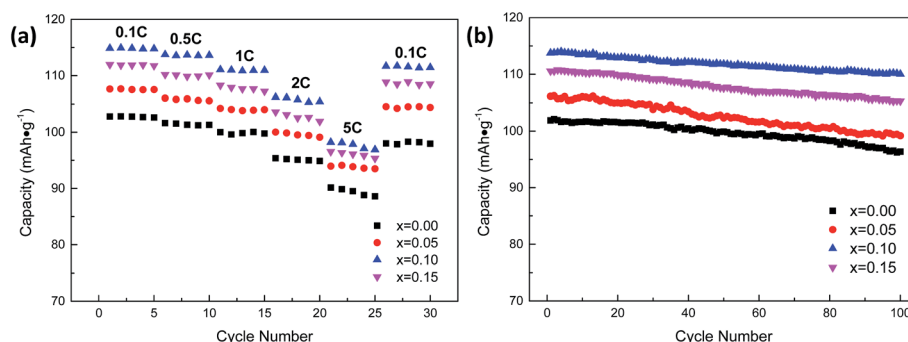 (a)
120
110
100
90
80
70
Capacity (mAh•g⁻¹)
0.1C
0.5C
1C
2C
5C
0.1C
x=0.00
x=0.05
x=0.10
x=0.15
0 5 10 15 20 25 30
Cycle Number
(b)
120
110
100
90
80
70
Capacity (mAh•g⁻¹)
x=0.00
x=0.05
x=0.10
x=0.15
0 20 40 60 80 100
Cycle Number